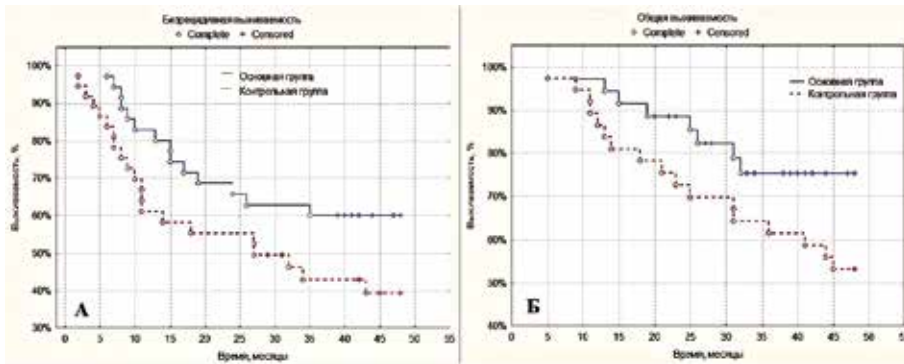 Безрецидивная выживаемость
Complete Censored
Основная группа
Контрольная группа
Выживаемость, %
100%
90%
80%
70%
60%
50%
40%
30%
А
0 5 10 15 20 25 30 35 40 45 50 55
Время, месяцы
Общая выживаемость
Complete Censored
Основная группа
Контрольная группа
Выживаемость, %
100%
90%
80%
70%
60%
50%
40%
Б
0 5 10 15 20 25 30 35 40 45 50
Время, месяцы